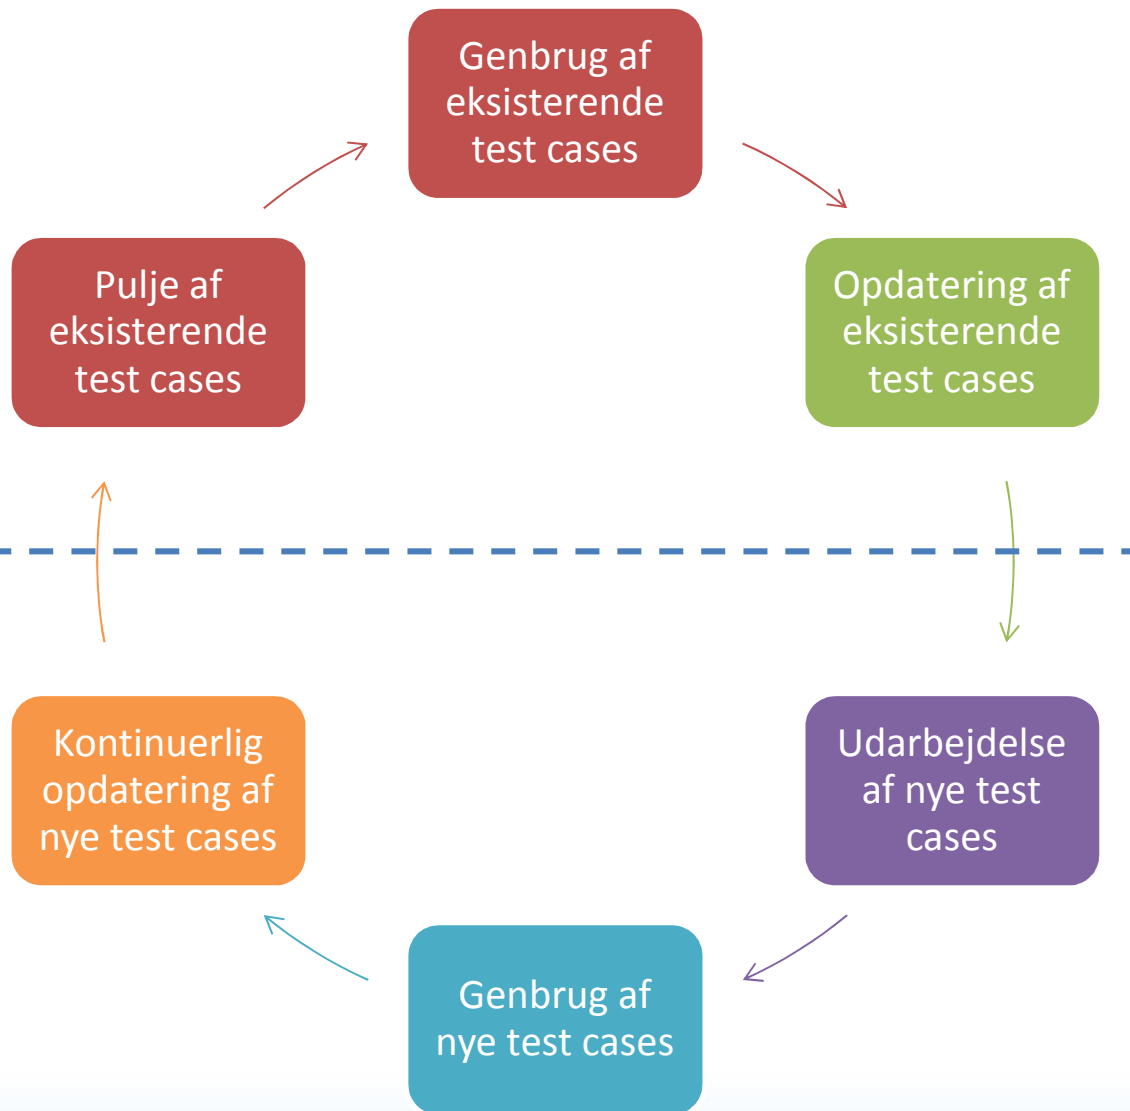 Genbrug af
eksisterende
test cases
Pulje af
eksisterende
test cases
Opdatering af
eksisterende
test cases
Kontinuerlig
opdatering af
nye test cases
Udarbejdelse
af nye test
cases
Genbrug af
nye test cases